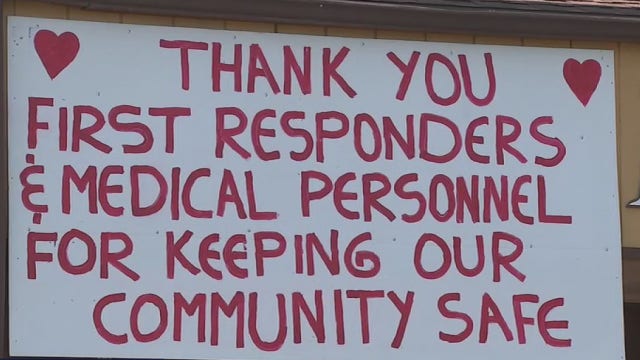 THANK YOU
FIRST RESPONDERS
& MEDICAL PERSONNEL
FOR KEEPING OUR
COMMUNITY SAFE